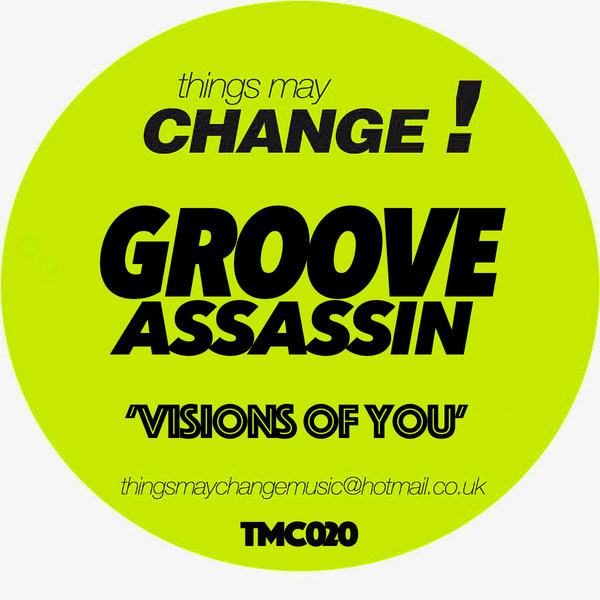 things may
CHANGE !
GROOVE
ASSASSIN
"VISIONS OF YOU"
thingsmaychangemusic@hotmail.co.uk
TMC020